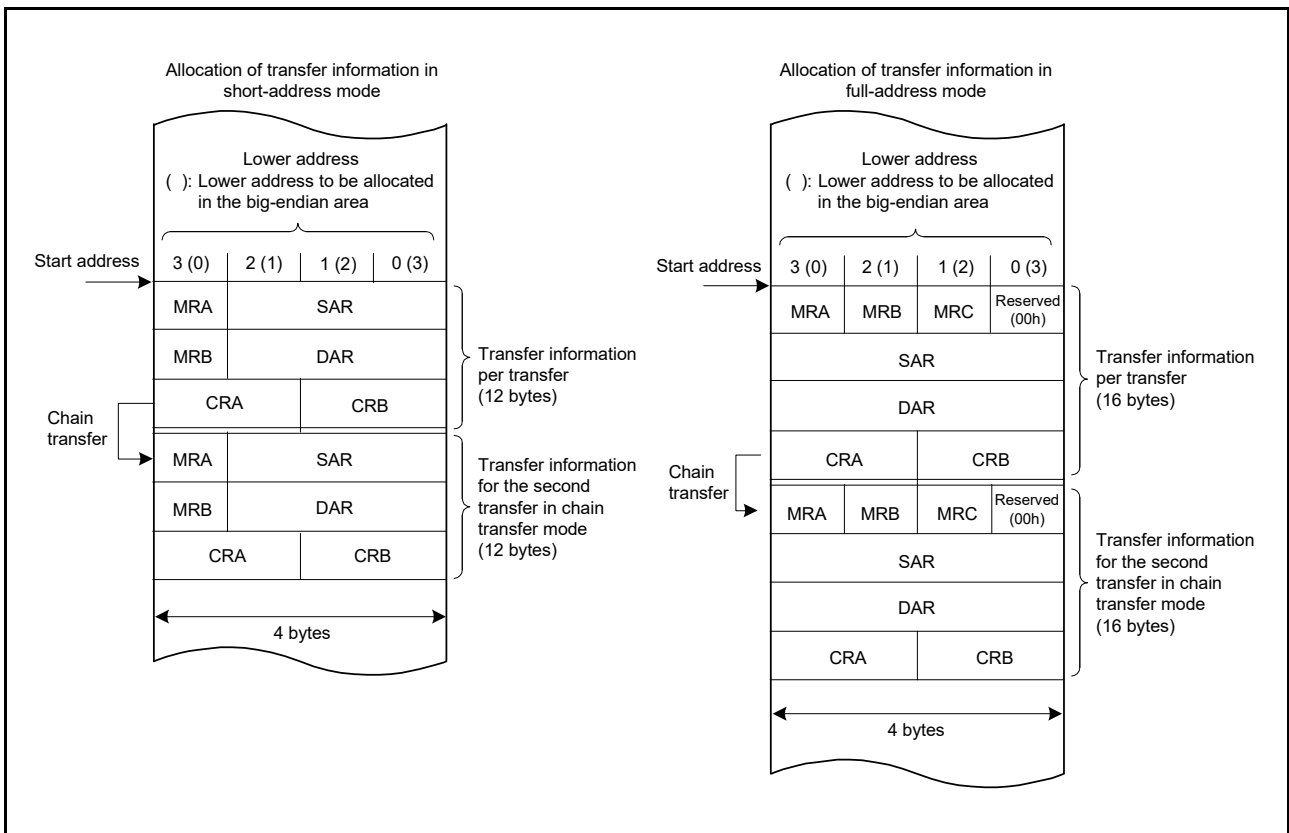 Allocation of transfer information in
short-address mode
Lower address
( ): Lower address to be allocated
in the big-endian area
Start address
3 (0) 2 (1) 1 (2) 0 (3)
MRA SAR
MRB DAR
CRA CRB
Transfer information
per transfer
(12 bytes)
Chain
transfer
MRA SAR
MRB DAR
CRA CRB
Transfer information
for the second
transfer in chain
transfer mode
(12 bytes)
4 bytes
Allocation of transfer information in
full-address mode
Lower address
( ): Lower address to be allocated
in the big-endian area
Start address
3 (0) 2 (1) 1 (2) 0 (3)
MRA MRB MRC Reserved
(00h)
SAR
DAR
CRA CRB
Transfer information
per transfer
(16 bytes)
Chain
transfer
MRA MRB MRC Reserved
(00h)
SAR
DAR
CRA CRB
Transfer information
for the second
transfer in chain
transfer mode
(16 bytes)
4 bytes